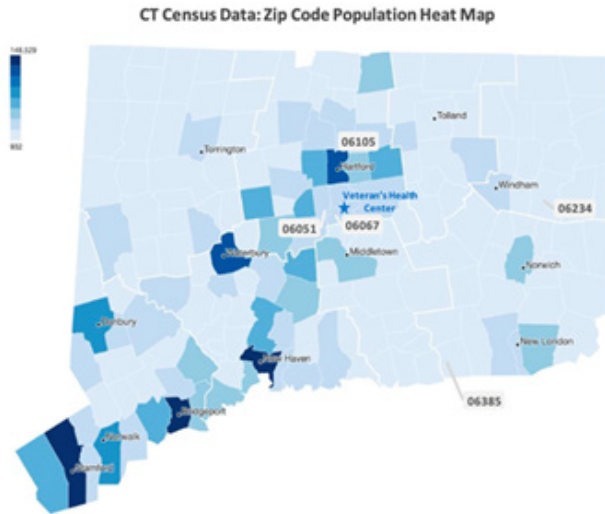 CT Census Data: Zip Code Population Heat Map
148,529
932
Tolland
Torrington
06105
Hartford
Windham
Veteran's Health
Center
06234
06051
06067
Waterbury
Middletown
Norwich
Danbury
New London
New Haven
06385
Bridgeport
Norwalk
Stamford